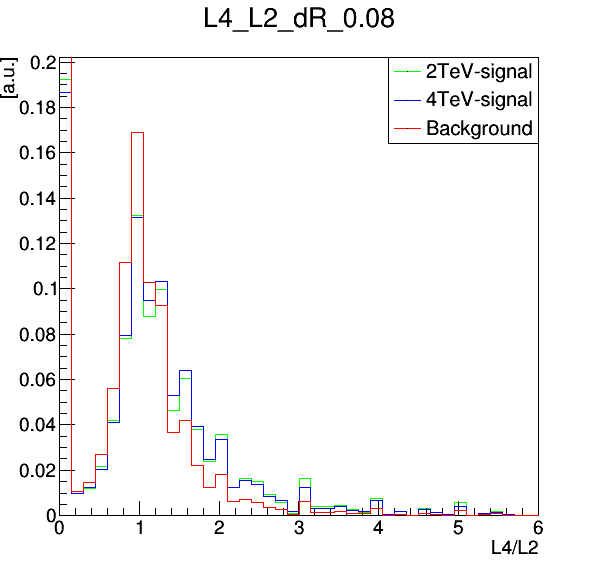 L4_L2_dR_0.08
[a.u.]
2TeV-signal
4TeV-signal
Background
0.2
0.18
0.16
0.14
0.12
0.1
0.08
0.06
0.04
0.02
0
0 1 2 3 4 5 6
L4/L2